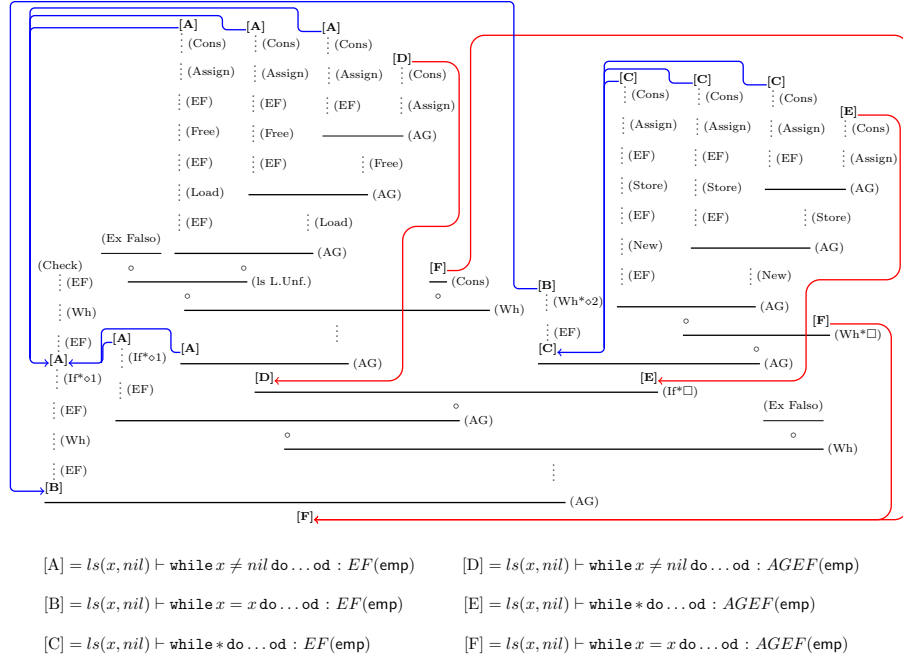 [A] [A] [A]
(Cons) (Cons) (Cons)
[D]
(Assign) (Assign) (Assign) (Cons) [C] [C] [C]
(Cons) (Cons) (Cons)
(EF) (EF) (EF) (Assign)
[E]
(Assign) (Assign) (Assign) (Cons)
(Free) (Free) (AG)
(EF) (EF) (EF) (Assign)
(EF) (EF) (Free)
(Store) (Store) (AG)
(Load) (AG)
(EF) (EF) (Store)
(EF) (Load)
(Ex Falso) (New) (AG)
(AG)
(Check) [F]
(EF) (ls L.Unf.) (Cons) [B] (EF) (New)
(Wh*⋄2)
(Wh) (Wh) (AG)
[F]
(EF) [A] (EF) (Wh*□)
[A] (If*⋄1) [A] [C]
(AG) (AG)
(If*⋄1) [D] [E]
(EF) (If*□)
(EF) (Ex Falso)
(AG)
(Wh) (Wh)
(EF)
[B]
(AG)
[F]
[A] = ls(x, nil) ⊢ while x ≠ nil do . . . od : EF(emp) [D] = ls(x, nil) ⊢ while x ≠ nil do . . . od : AGEF(emp)
[B] = ls(x, nil) ⊢ while x = x do . . . od : EF(emp) [E] = ls(x, nil) ⊢ while * do . . . od : AGEF(emp)
[C] = ls(x, nil) ⊢ while * do . . . od : EF(emp) [F] = ls(x, nil) ⊢ while x = x do . . . od : AGEF(emp)